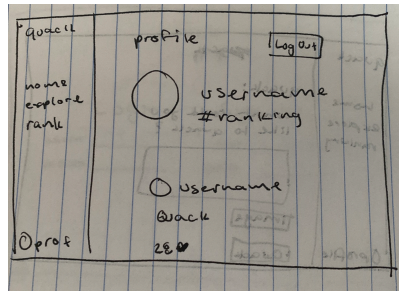 quack
home
explore
rank
prof
profile
Log Out
username
#ranking
username
Quack
28